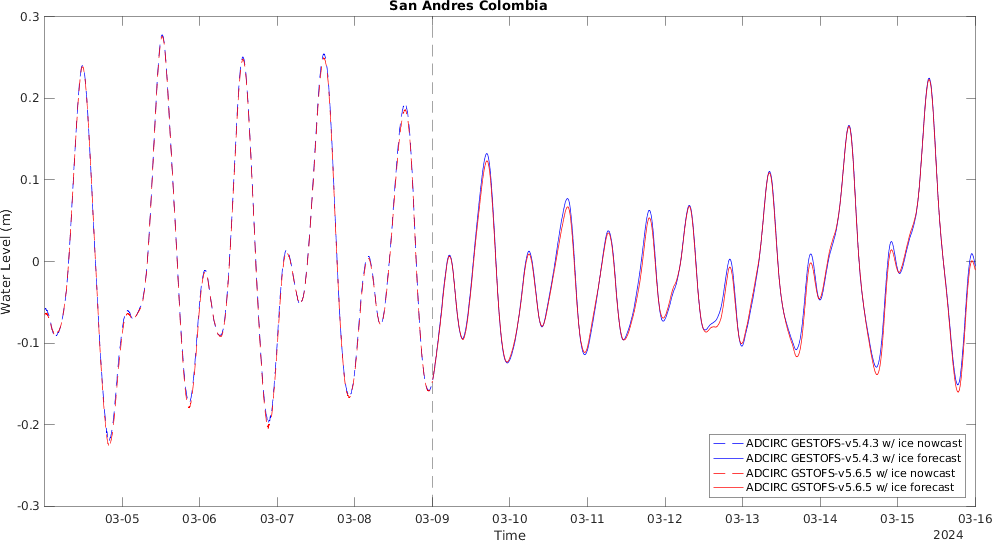 San Andres Colombia
0.3
0.2
0.1
0
-0.1
-0.2
-0.3
Water Level (m)
ADCIRC GESTOFS-v5.4.3 w/ ice nowcast
ADCIRC GESTOFS-v5.4.3 w/ ice forecast
ADCIRC GSTOFS-v5.6.5 w/ ice nowcast
ADCIRC GSTOFS-v5.6.5 w/ ice forecast
03-05 03-06 03-07 03-08 03-09 03-10 03-11 03-12 03-13 03-14 03-15 03-16
Time
2024